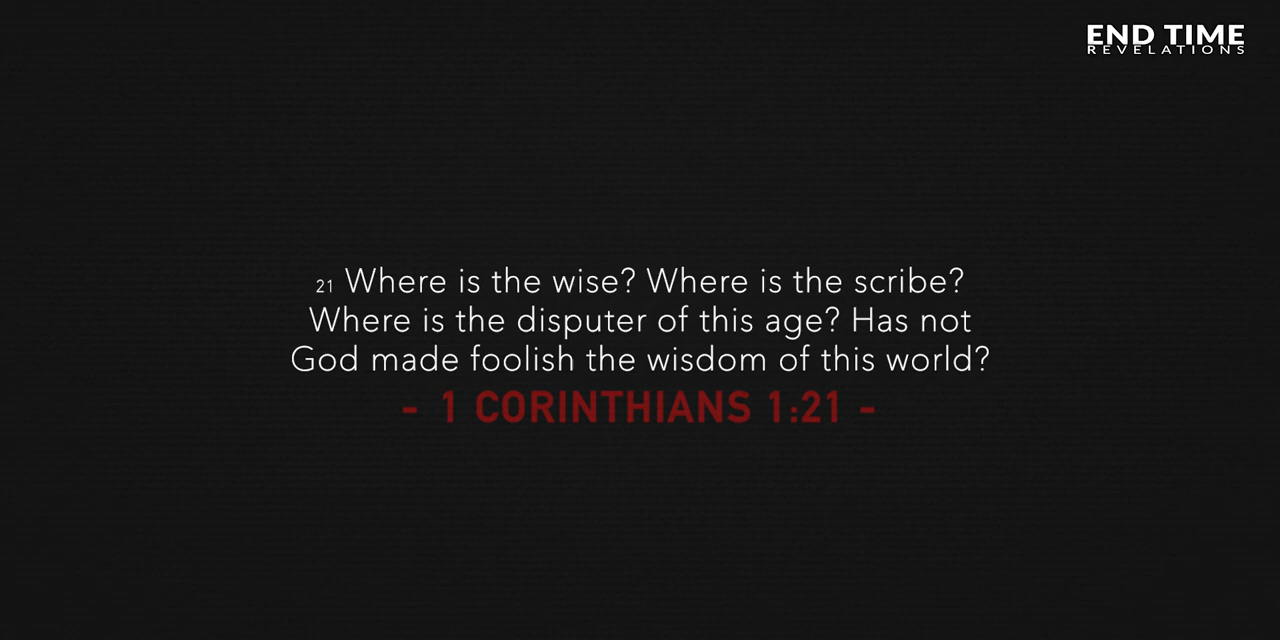 END TIME
REVELATIONS
21 Where is the wise? Where is the scribe?
Where is the disputer of this age? Has not
God made foolish the wisdom of this world?
- 1 CORINTHIANS 1:21 -